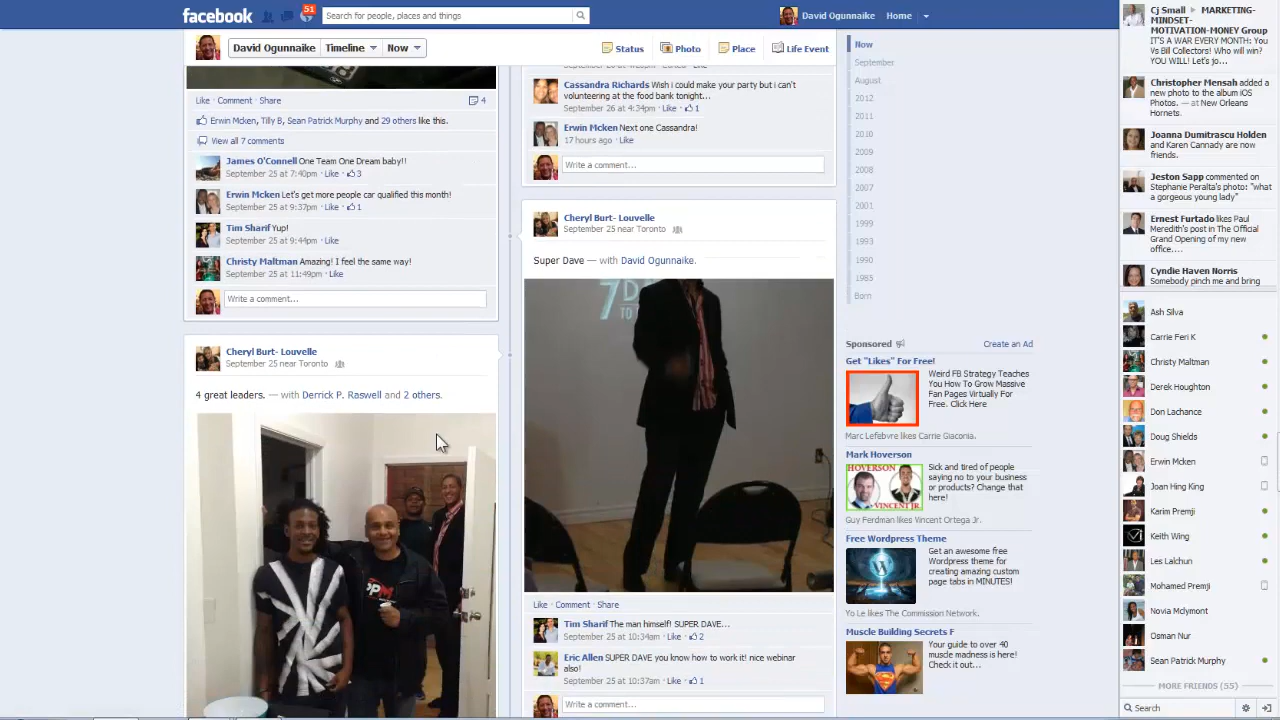 facebook
51
Search for people, places and things
David Ogunnaike
Home
David Ogunnaike
Timeline
Now
Status
Photo
Place
Life Event
Like · Comment · Share
4
Erwin Mcken, Tilly B, Sean Patrick Murphy and 29 others like this.
View all 7 comments
James O'Connell One Team One Dream baby!!
September 25 at 7:40pm · Like · 3
Erwin Mcken Let's get more people car qualified this month!
September 25 at 9:37pm · Like · 1
Tim Sharif Yup!
September 25 at 9:44pm · Like
Christy Maltman Amazing! I feel the same way!
September 25 at 11:49pm · Like
Write a comment...
Cheryl Burt- Louvelle
September 25 near Toronto
4 great leaders. — with Derrick P. Raswell and 2 others.
Cassandra Richards Wish i could make your party but i can't
volunteering at the food bank tonight...
September 26 at 4:34pm · Like · 1
Erwin Mcken Next one Cassandra!
17 hours ago · Like
Write a comment...
Cheryl Burt- Louvelle
September 25 near Toronto
Super Dave — with David Ogunnaike.
7D
TO
Like · Comment · Share
Tim Sharif The man himself! SUPER DAVE...
September 25 at 10:34am · Like · 2
Eric Allen SUPER DAVE you know how to work it! nice webinar
also!
September 25 at 10:37am · Like · 1
Write a comment...
Now
September
August
2012
2011
2010
2009
2008
2007
2001
1999
1993
1990
1985
Born
Sponsored
Create an Ad
Get "Likes" For Free!
Weird FB Strategy Teaches
You How To Grow Massive
Fan Pages Virtually For
Free. Click Here
Marc Lefebvre likes Carrie Giaconia.
Mark Hoverson
HOVERSON
VINCENT JR.
Sick and tired of people
saying no to your business
or products? Change that
here!
Guy Ferdman likes Vincent Ortega Jr.
Free Wordpress Theme
Get an awesome free
Wordpress theme for
creating amazing custom
page tabs in MINUTES!
Yo Le likes The Commission Network.
Muscle Building Secrets F
Your guide to over 40
muscle madness is here!
Check it out...
Cj Small ▸ MARKETING-
MINDSET-
MOTIVATION-MONEY Group
IT'S A WAR EVERY MONTH: You
Vs Bill Collectors! Who will win?
YOU WILL! Let's jo...
Christopher Mensah added a
new photo to the album iOS
Photos. — at New Orleans
Hornets.
Joanna Dumitrascu Holden
and Karen Cannady are now
friends.
Jeston Sapp commented on
Stephanie Peralta's photo: "what
a gorgeous young lady"
Ernest Furtado likes Paul
Meredith's post in The Official
Grand Opening of my new
office....
Cyndie Haven Norris
Somebody pinch me and bring
Ash Silva
Carrie Feri K
Christy Maltman
Derek Houghton
Don Lachance
Doug Shields
Erwin Mcken
Joan Hing King
Karim Premji
Keith Wing
Les Lalchun
Mohamed Premji
Novia Mclymont
Osman Nur
Sean Patrick Murphy
MORE FRIENDS (55)
Search